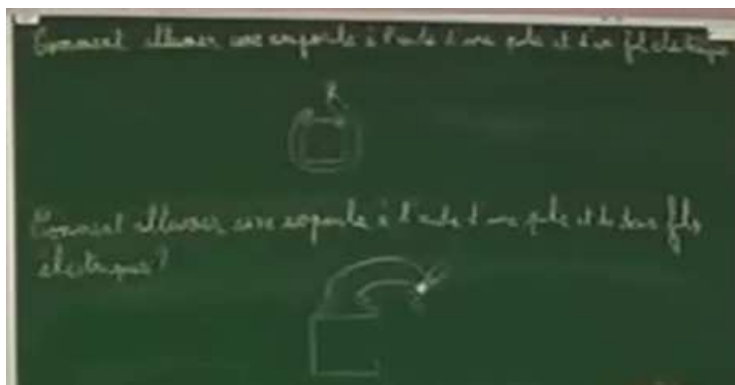 Comment allumer une ampoule à l'aide d'une pile et d'un fil électrique
Comment allumer une ampoule à l'aide d'une pile et de deux fils
électriques?